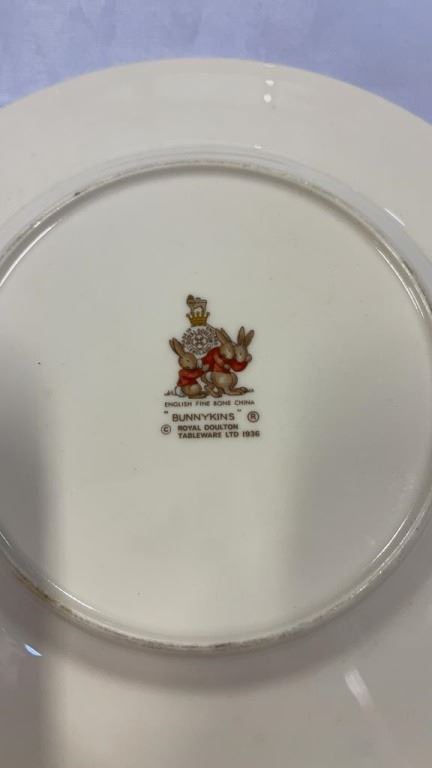 ENGLISH FINE BONE CHINA
"BUNNYKINS" ®
© ROYAL DOULTON
TABLEWARE LTD 1936